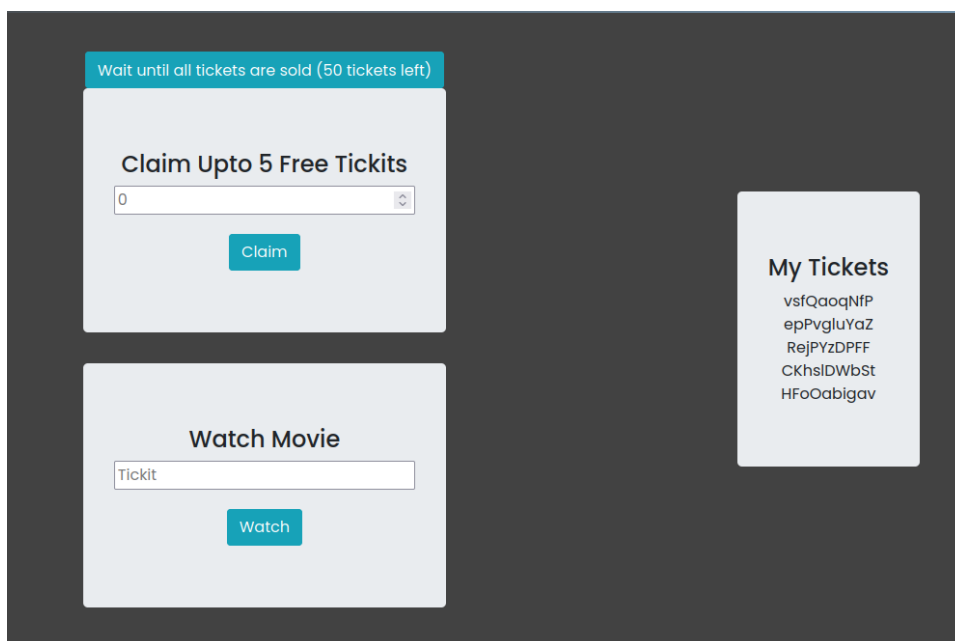 Wait until all tickets are sold (50 tickets left)
Claim Upto 5 Free Tickits
0
Claim
Watch Movie
Tickit
Watch
My Tickets
vsfQaoqNfP
epPvgluYaZ
RejPYzDPFF
CKhslDWbSt
HFoOabigav